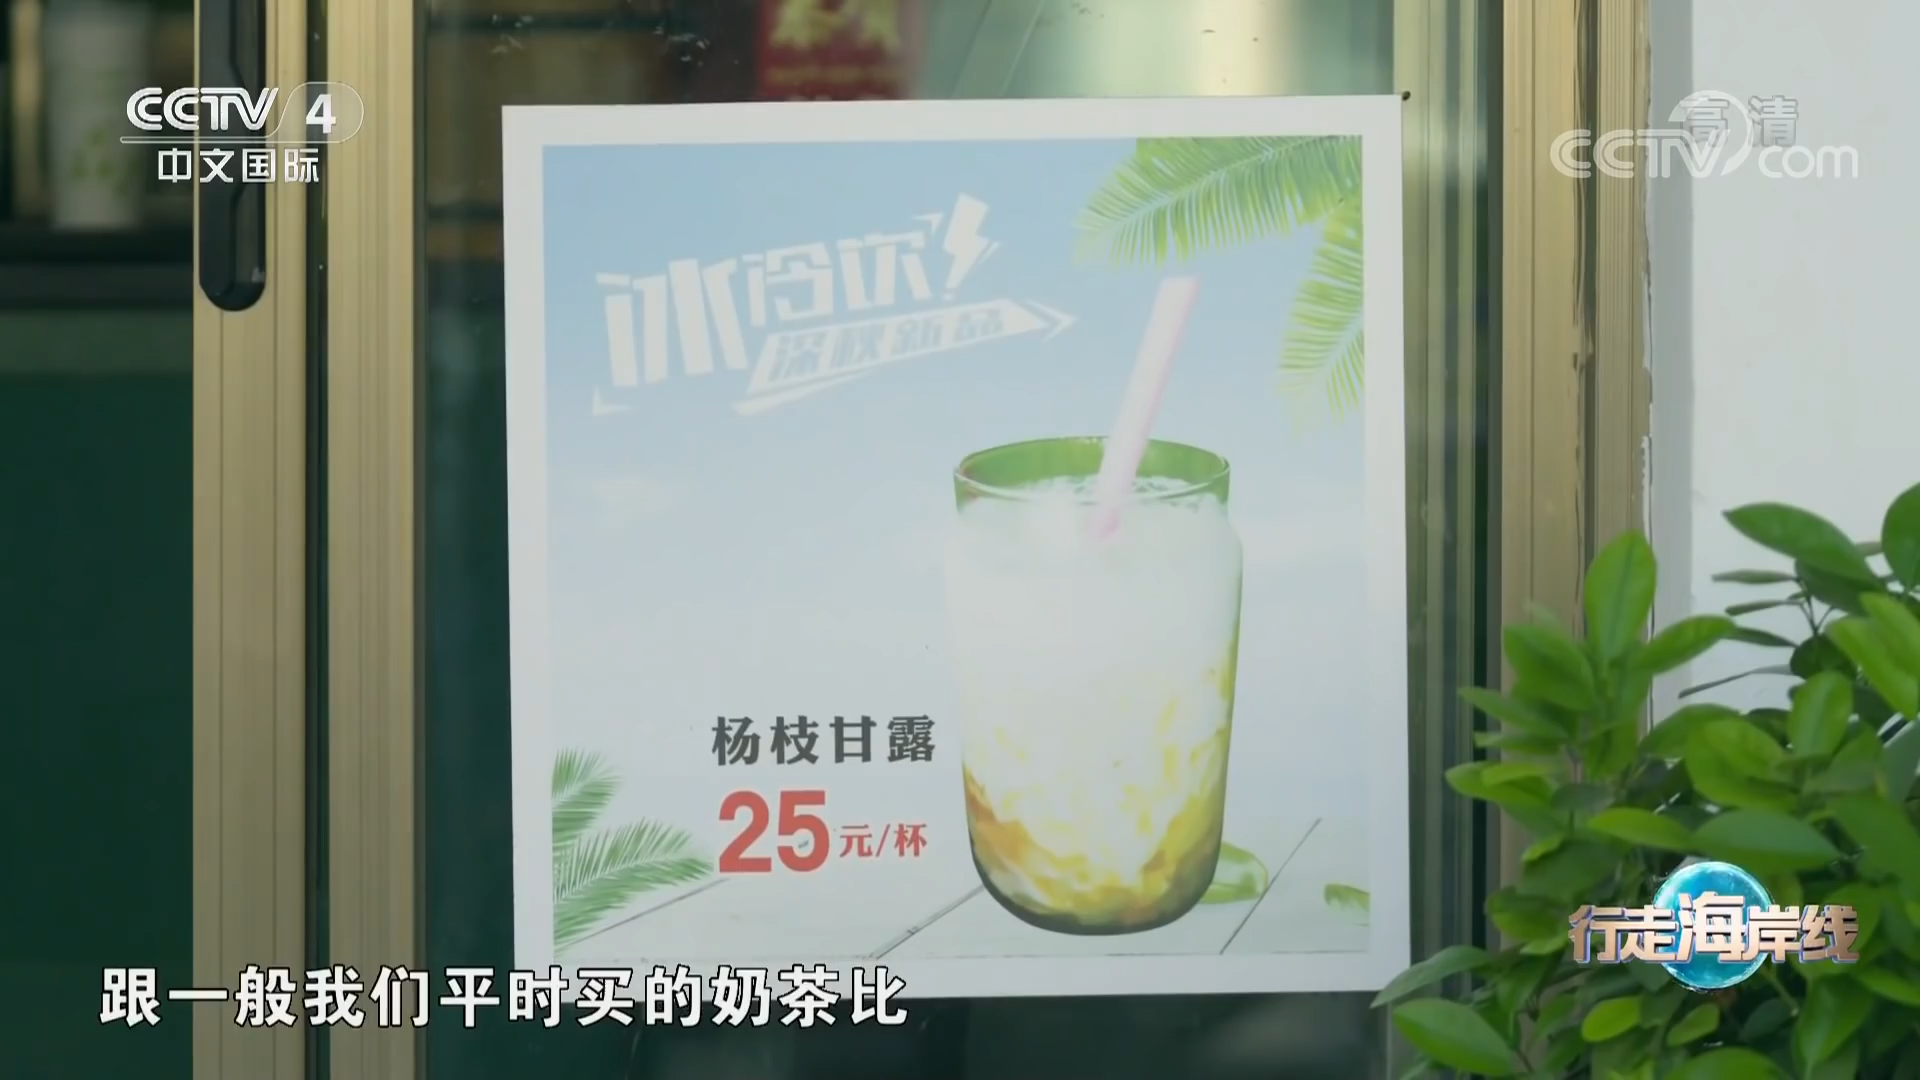 CCTV 4
中文国际
高清
CCTV.com
冰冷饮
深秋新品
杨枝甘露
25元/杯
行走海岸线
跟一般我们平时买的奶茶比